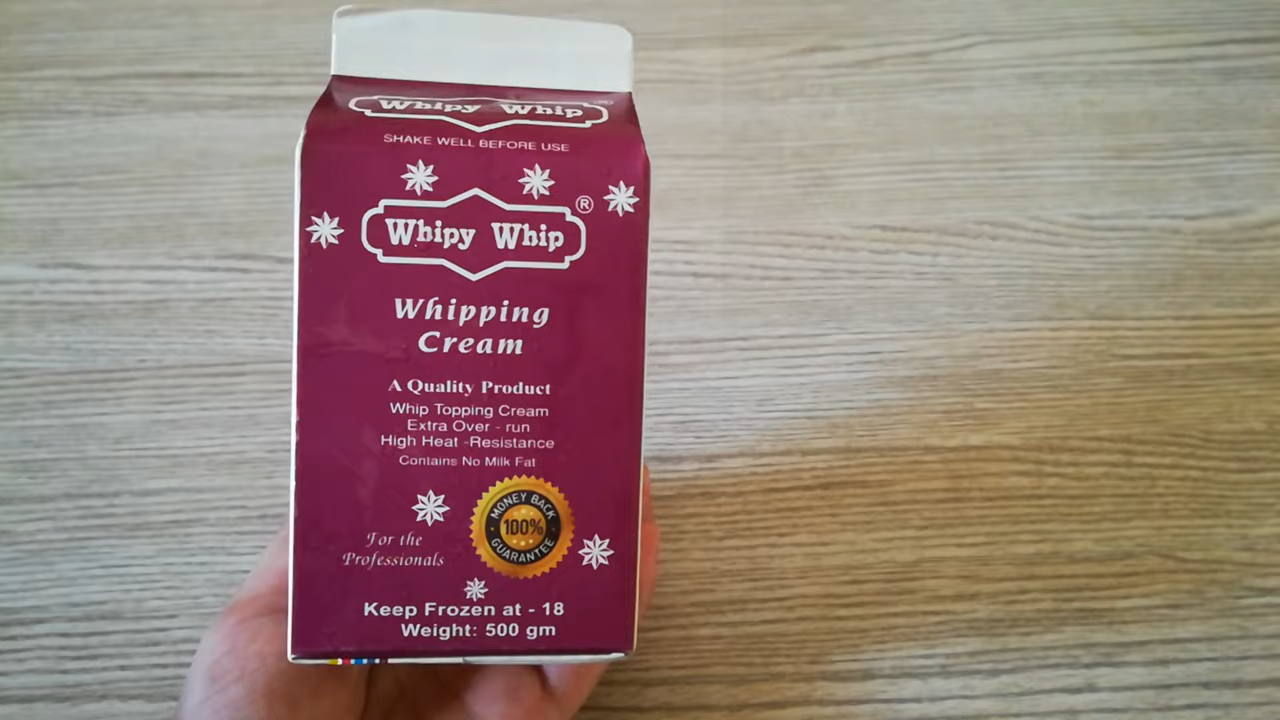 Whipy Whip
SHAKE WELL BEFORE USE
Whipy Whip ®
Whipping
Cream
A Quality Product
Whip Topping Cream
Extra Over - run
High Heat -Resistance
Contains No Milk Fat
MONEY BACK
100%
GUARANTEE
For the
Professionals
Keep Frozen at - 18
Weight: 500 gm